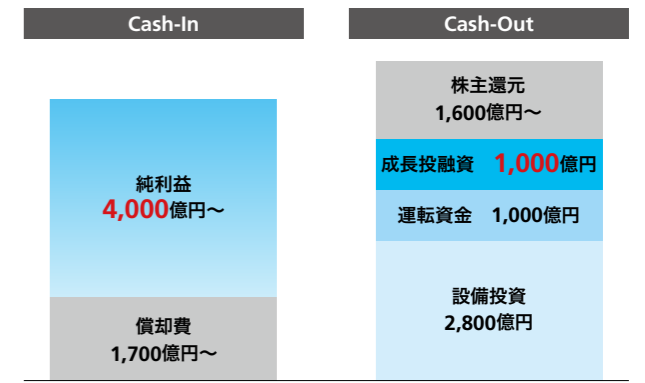 Cash-In
純利益
4,000億円～
償却費
1,700億円～
Cash-Out
株主還元
1,600億円～
成長投融資 1,000億円
運転資金 1,000億円
設備投資
2,800億円